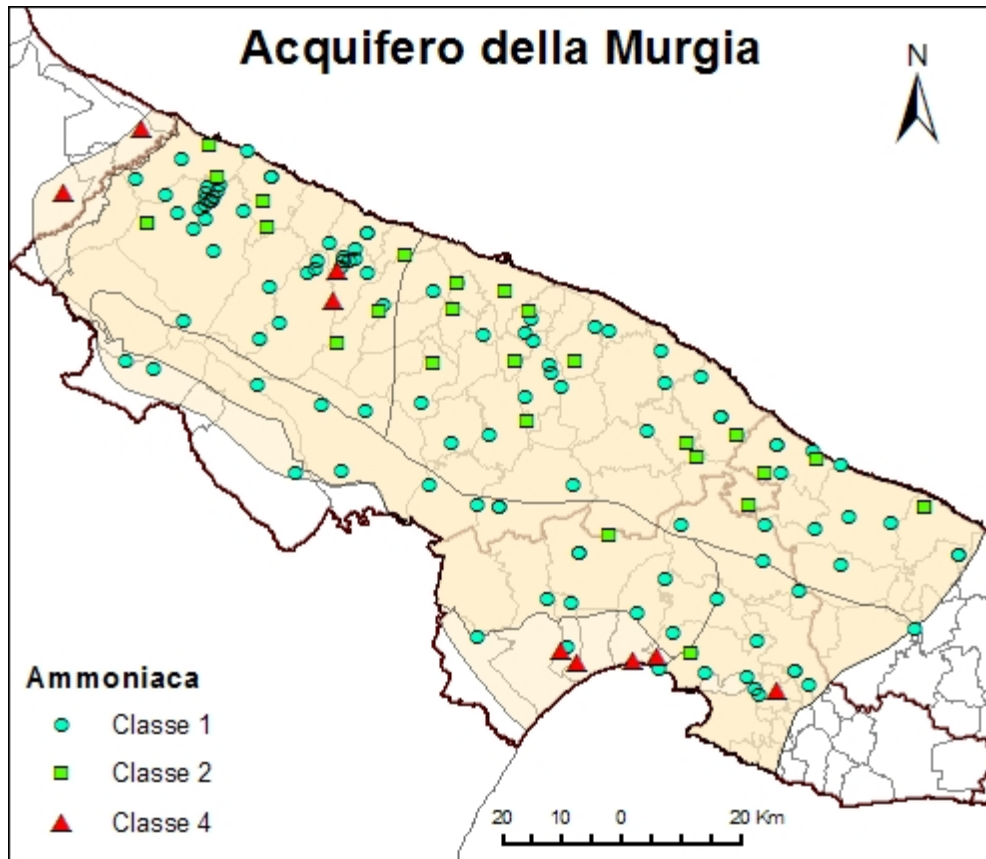 Acquifero della Murgia
N
Ammoniaca
Classe 1
Classe 2
Classe 4
20 10 0 20 Km